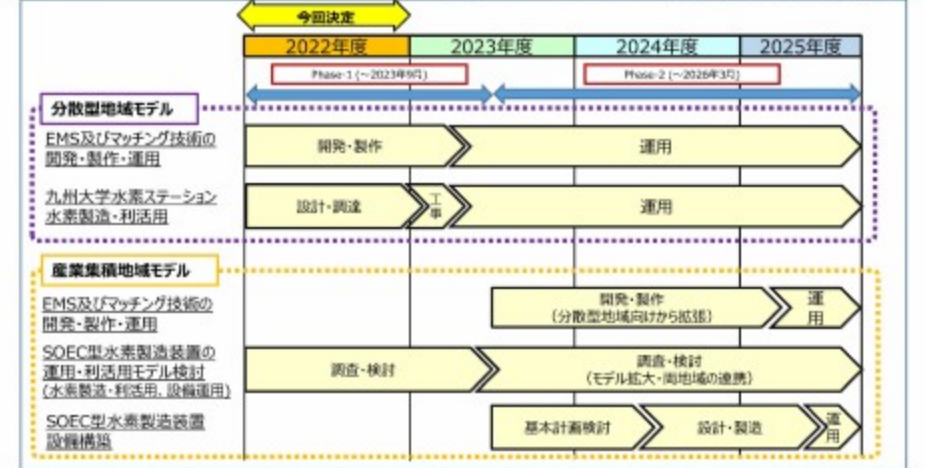 今回決定
2022年度 2023年度 2024年度 2025年度
Phase-1 (~2023年9月) Phase-2 (~2026年3月)
分散型地域モデル
EMS及びマッチング技術の
開発・製作・運用
開発・製作 運用
九州大学水素ステーション
水素製造・利活用
設計・調達 工事 運用
産業集積地域モデル
EMS及びマッチング技術の
開発・製作・運用
開発・製作
(分散型地域向けから拡張)
運用
SOEC型水素製造装置の
運用・利活用モデル検討
(水素製造・利活用、設備運用)
調査・検討
調査・検討
(モデル拡大・両地域の連携)
SOEC型水素製造装置
設備構築
基本計画検討 設計・製造 運用